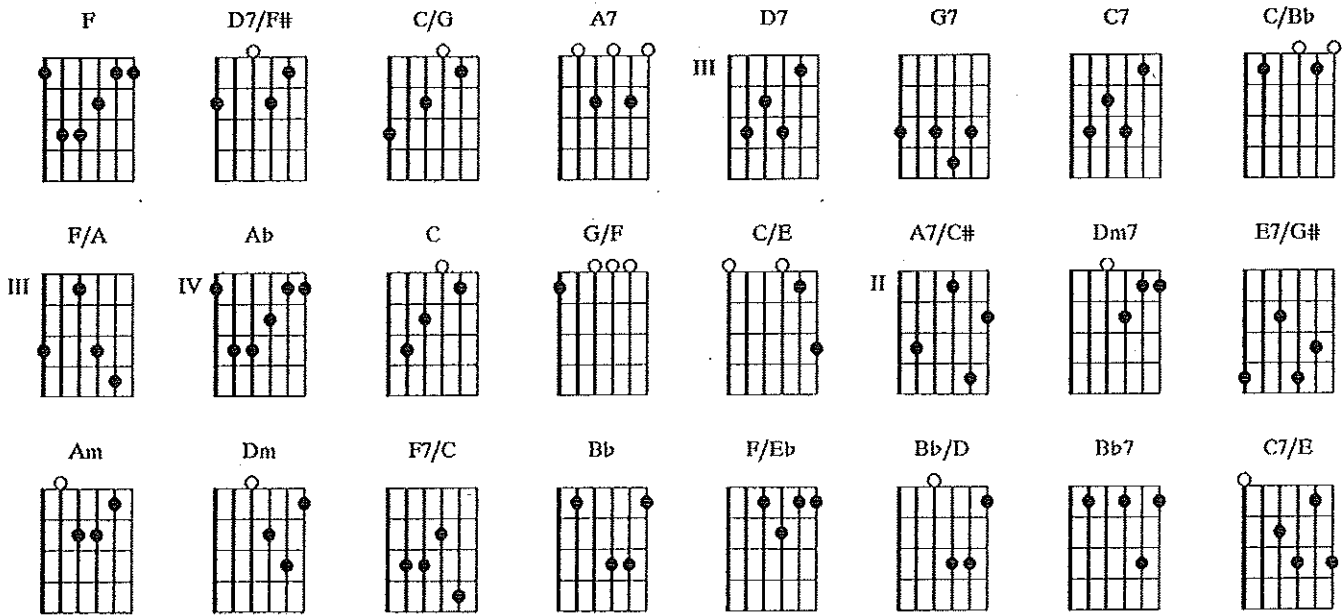 F D7/F# C/G A7 D7 G7 C7 C/Bb
III
F/A Ab C G/F C/E A7/C# Dm7 E7/G#
III IV II
Am Dm F7/C Bb F/Eb Bb/D Bb7 C7/E